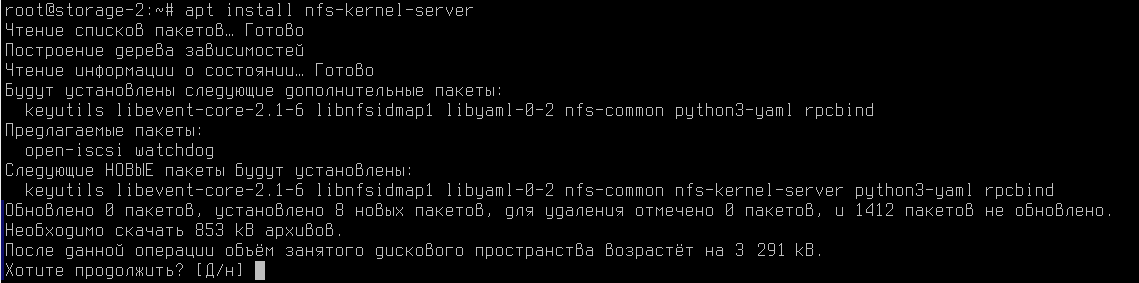 root@storage-2:~# apt install nfs-kernel-server
Чтение списков пакетов… Готово
Построение дерева зависимостей
Чтение информации о состоянии… Готово
Будут установлены следующие дополнительные пакеты:
keyutils libevent-core-2.1-6 libnfsidmap1 libyaml-0-2 nfs-common python3-yaml rpcbind
Предлагаемые пакеты:
open-iscsi watchdog
Следующие НОВЫЕ пакеты будут установлены:
keyutils libevent-core-2.1-6 libnfsidmap1 libyaml-0-2 nfs-common nfs-kernel-server python3-yaml rpcbind
Обновлено 0 пакетов, установлено 8 новых пакетов, для удаления отмечено 0 пакетов, и 1412 пакетов не обновлено.
Необходимо скачать 853 kB архивов.
После данной операции объём занятого дискового пространства возрастёт на 3 291 kB.
Хотите продолжить? [Д/н]